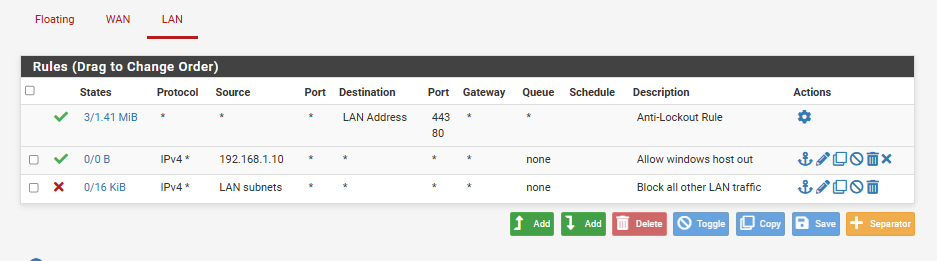 Floating WAN LAN
Rules (Drag to Change Order)
States Protocol Source Port Destination Port Gateway Queue Schedule Description Actions
3/1.41 MiB * * * LAN Address 443 * * Anti-Lockout Rule
80
0/0 B IPv4 * 192.168.1.10 * * * * none Allow windows host out
0/16 KiB IPv4 * LAN subnets * * * * none Block all other LAN traffic
Add Add Delete Toggle Copy Save Separator